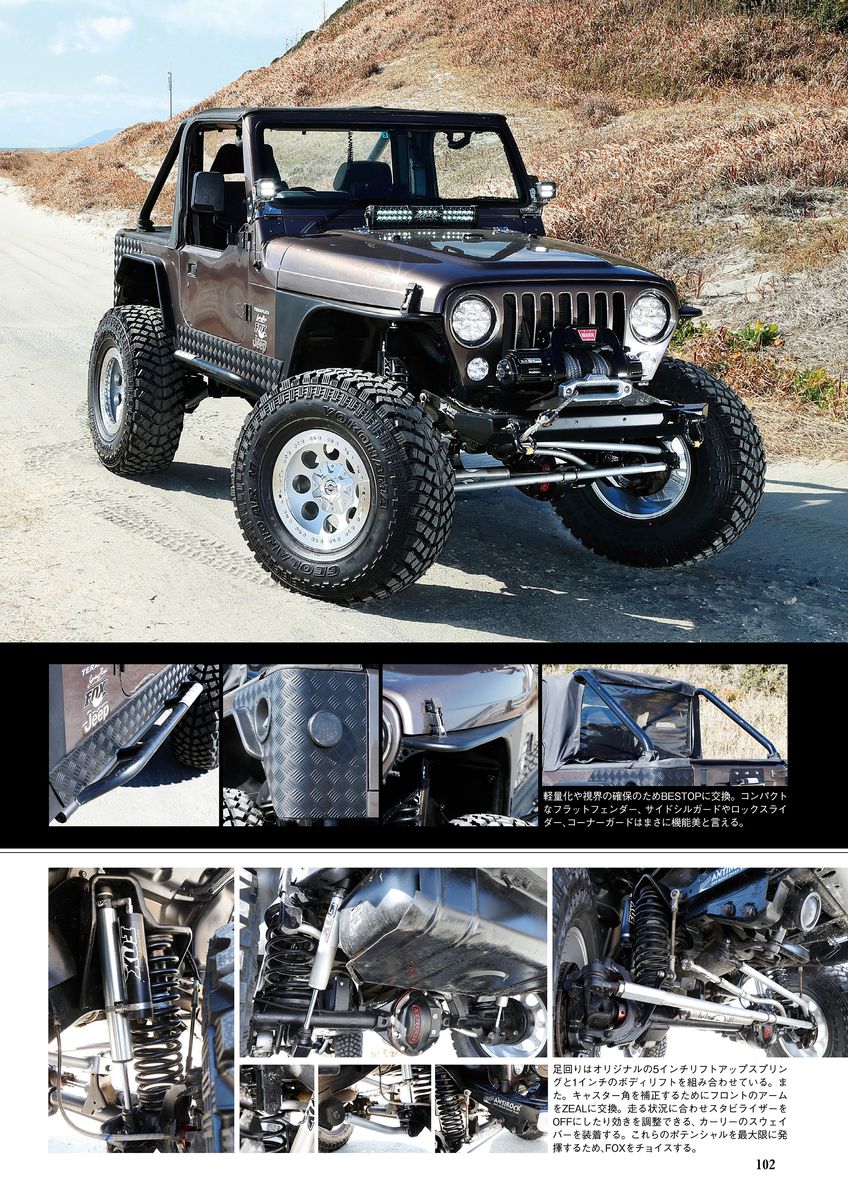 WARN
TERAFLEX
FOX
Jeep
YOKOHAMA
GEOLANDAR
TERAFLEX
FOX
Jeep
軽量化や視界の確保のためBESTOPに交換。コンパクト
なフラットフェンダー、サイドシルガードやロックスライ
ダー、コーナーガードはまさに機能美と言える。
FOX
FOX
ANTIROCK
ANTIROCK
足回りはオリジナルの5インチリフトアップスプリン
グと1インチのボディリフトを組み合わせている。ま
た。キャスター角を補正するためにフロントのアーム
をZEALに交換。走る状況に合わせスタビライザーを
OFFにしたり効きを調整できる、カーリーのスウェイ
バーを装着する。これらのポテンシャルを最大限に発
揮するため、FOXをチョイスする。
102